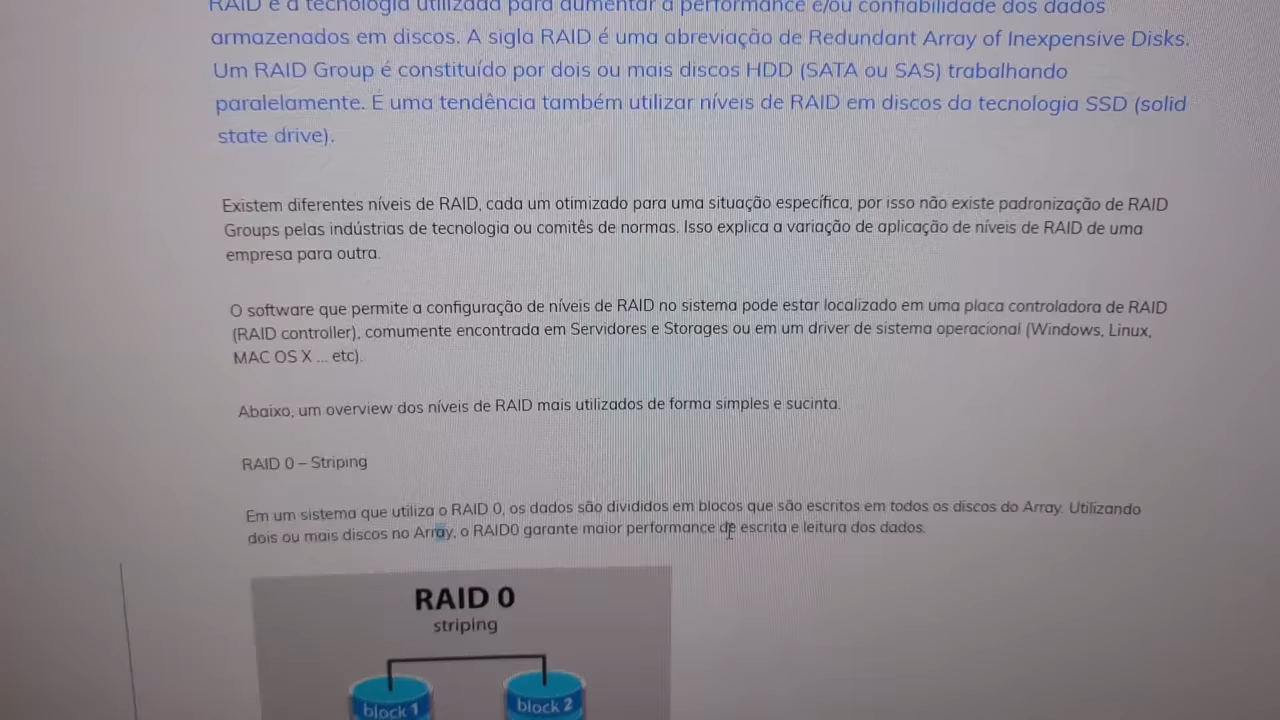 RAID é a tecnologia utilizada para aumentar a performance e/ou confiabilidade dos dados
armazenados em discos. A sigla RAID é uma abreviação de Redundant Array of Inexpensive Disks.
Um RAID Group é constituído por dois ou mais discos HDD (SATA ou SAS) trabalhando
paralelamente. É uma tendência também utilizar níveis de RAID em discos da tecnologia SSD (solid
state drive).
Existem diferentes níveis de RAID, cada um otimizado para uma situação específica, por isso não existe padronização de RAID
Groups pelas indústrias de tecnologia ou comitês de normas. Isso explica a variação de aplicação de níveis de RAID de uma
empresa para outra.
O software que permite a configuração de níveis de RAID no sistema pode estar localizado em uma placa controladora de RAID
(RAID controller), comumente encontrada em Servidores e Storages ou em um driver de sistema operacional (Windows, Linux,
MAC OS X ... etc).
Abaixo, um overview dos níveis de RAID mais utilizados de forma simples e sucinta.
RAID 0 – Striping
Em um sistema que utiliza o RAID 0, os dados são divididos em blocos que são escritos em todos os discos do Array. Utilizando
dois ou mais discos no Array, o RAID0 garante maior performance de escrita e leitura dos dados.
RAID 0
striping
block 1
block 2